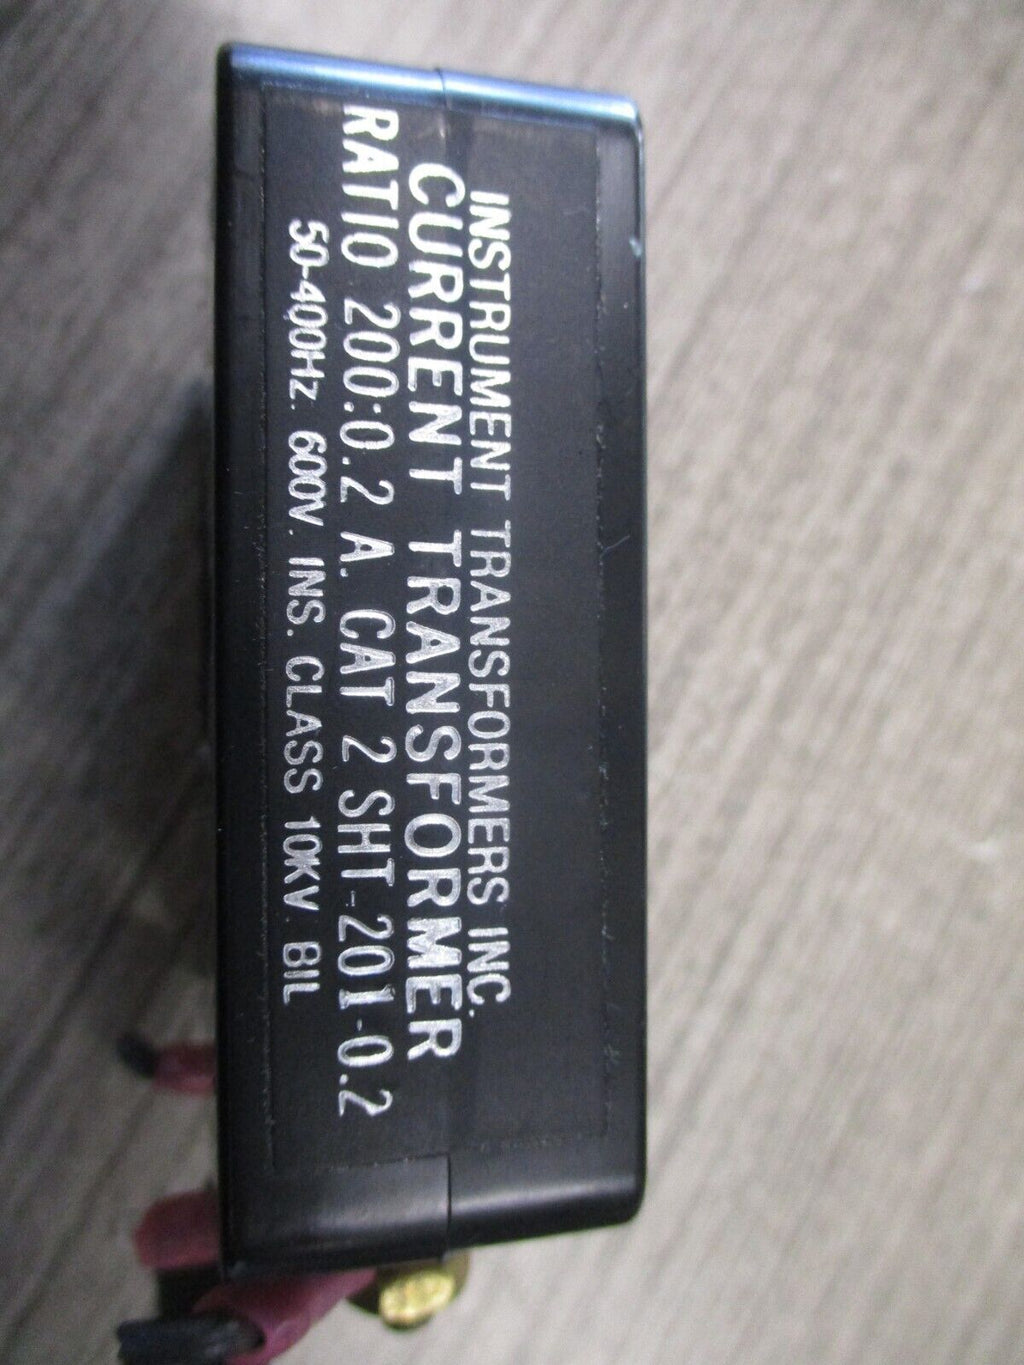 INSTRUMENT TRANSFORMERS INC.
CURRENT TRANSFORMER
RATIO 200:0.2 A. CAT 2 SHT-201-0.2
50-400Hz. 600V. INS. CLASS 10KV BIL